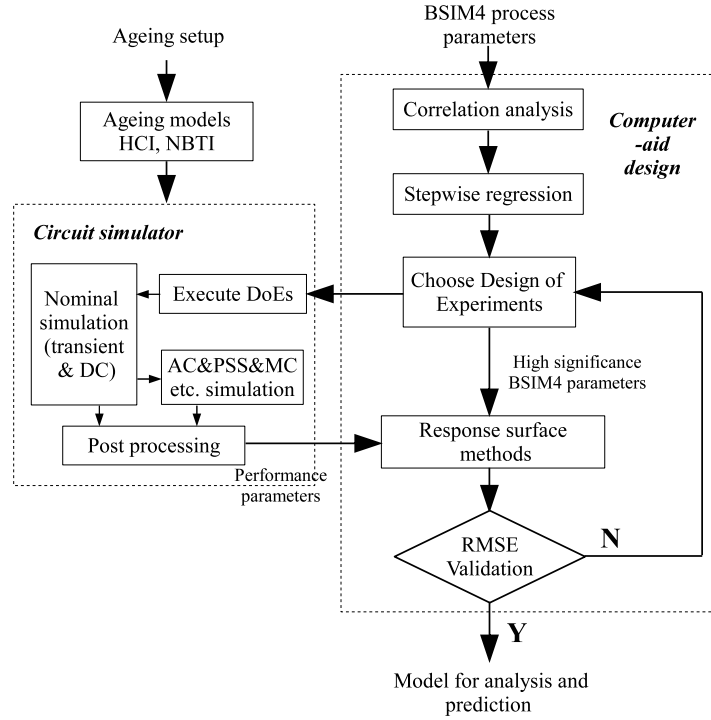 Ageing setup
BSIM4 process
parameters
Ageing models
HCI, NBTI
Correlation analysis
Computer
-aid
design
Stepwise regression
Circuit simulator
Nominal
simulation
(transient
& DC)
Execute DoEs
Choose Design of
Experiments
AC&PSS&MC
etc. simulation
High significance
BSIM4 parameters
Post processing
Response surface
methods
Performance
parameters
RMSE
Validation
N
Y
Model for analysis and
prediction